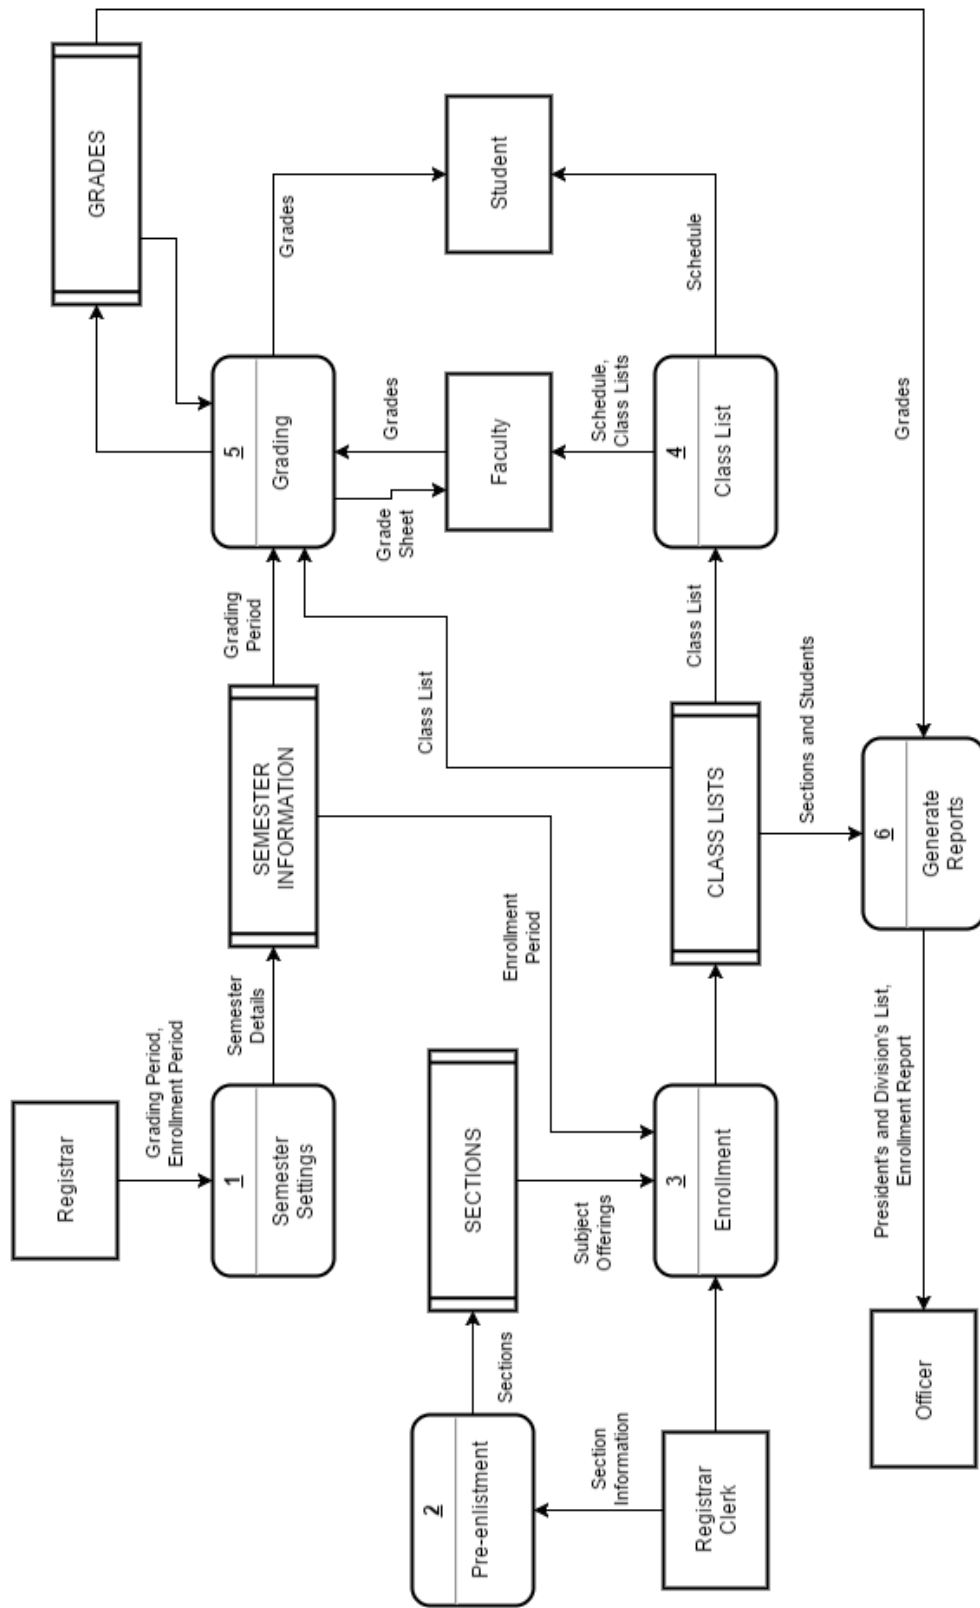 Registrar
Grading Period,
Enrollment Period
1
Semester
Settings
Semester
Details
SEMESTER
INFORMATION
Grading
Period
5
Grading
GRADES
Grades
Student
Grades
Grade
Sheet
Faculty
Schedule,
Class Lists
Schedule
4
Class List
Class List
Class List
CLASS LISTS
Enrollment
Period
SECTIONS
Subject
Offerings
3
Enrollment
Sections
2
Pre-enlistment
Section
Information
Registrar
Clerk
Sections and Students
6
Generate
Reports
Grades
President's and Division's List,
Enrollment Report
Officer